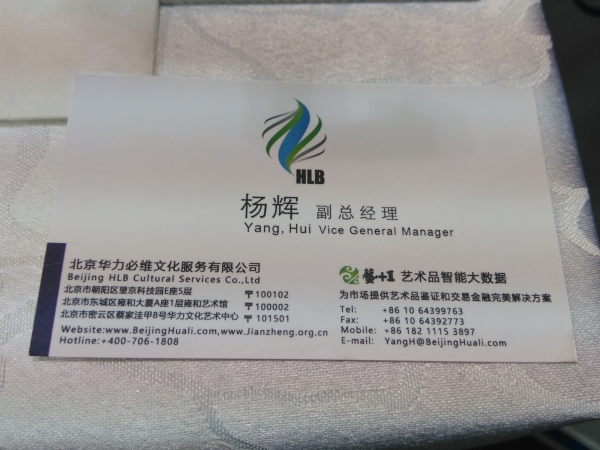 HLB
杨辉 副总经理
Yang, Hui Vice General Manager
北京华力必维文化服务有限公司
Beijing HLB Cultural Services Co.,Ltd
北京市朝阳区望京科技园E座5层 〒100102
北京市东城区雍和大厦A座1层雍和艺术馆 〒100002
北京市密云区蔡家洼甲8号华力文化艺术中心 〒101501
Website:www.BeijingHuali.com,www.Jianzheng.org.cn
Hotline:+400-706-1808
藝+1 艺术品智能大数据
为市场提供艺术品鉴证和交易金融完美解决方案
Tel: +86 10 64399763
Fax: +86 10 64392773
Mobile: +86 182 1115 3897
E-mail: YangH@BeijingHuali.com